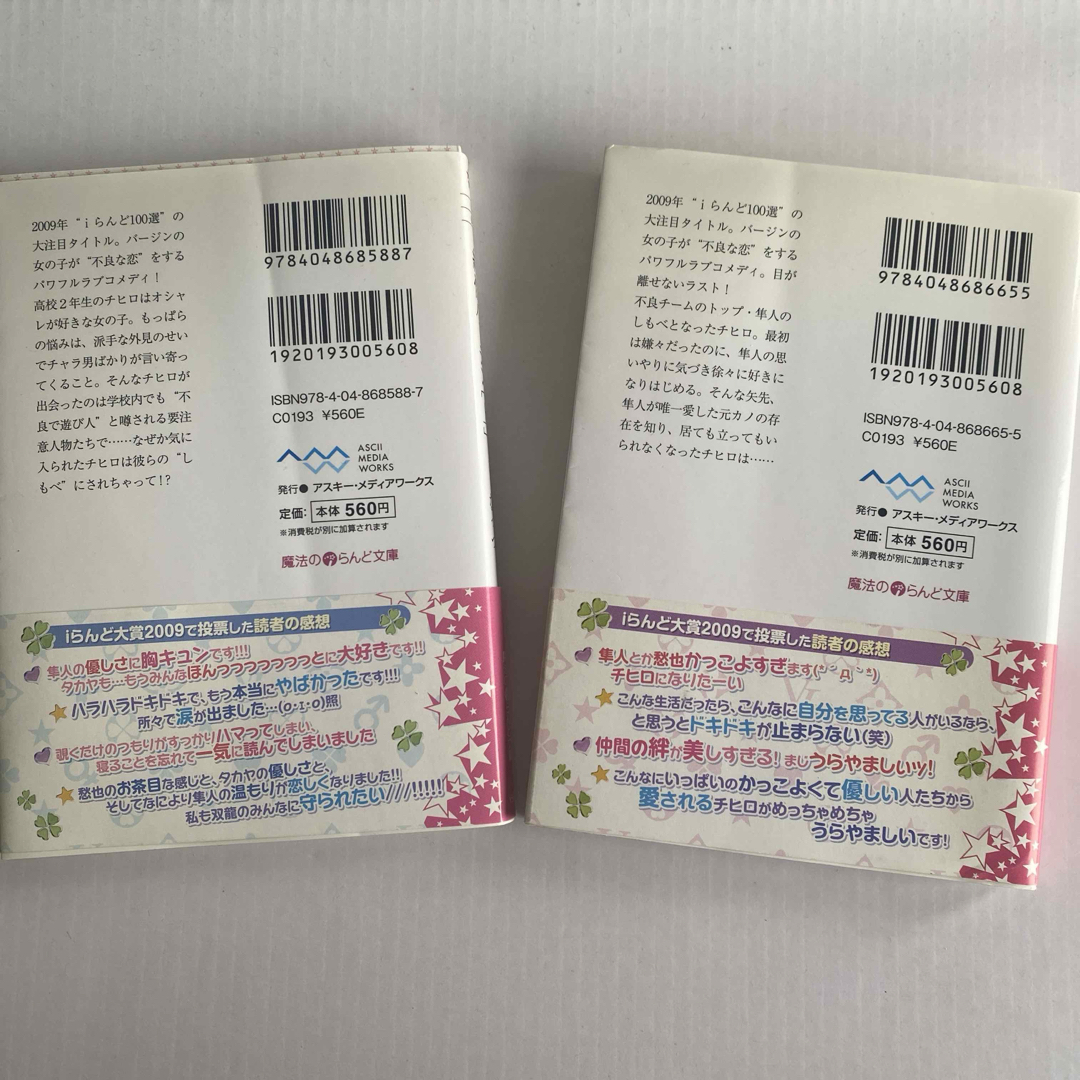 2009年“ｉらんど100選”の
大注目タイトル。バージンの
女の子が“不良な恋”をする
パワフルラブコメディ！
高校２年生のチヒロはオシャ
レが好きな女の子。もっぱら
の悩みは、派手な外見のせい
でチャラ男ばかりが言い寄っ
てくること。そんなチヒロが
出会ったのは学校内でも“不
良で遊び人”と噂される要注
意人物たちで……なぜか気に
入られたチヒロは彼らの“し
もべ”にされちゃって!?
9784048685887
1920193005608
ISBN978-4-04-868588-7
C0193 ¥560E
ASCII
MEDIA
WORKS
発行●アスキー・メディアワークス
定価：本体560円
※消費税が別に加算されます
魔法のiらんど文庫
iらんど大賞2009で投票した読者の感想
隼人の優しさに胸キュンです!!!
タカヤも…もうみんなほんっつつつつつっとに大好きです!!
ハラハラドキドキで、もう本当にやばかったです!!!
所々で涙が出ました…(o･ｪ･o)照
覗くだけのつもりがすっかりハマってしまい、
寝ることを忘れて一気に読んでしまいました
愁也のお茶目な感じと、タカヤの優しさと、
そしてなにより隼人の温もりが恋しくなりました!!
私も双龍のみんなに守られたい///!!!!!
2009年“ｉらんど100選”の
大注目タイトル。バージンの
女の子が“不良な恋”をする
パワフルラブコメディ。目が
離せないラスト！
不良チームのトップ・隼人の
しもべとなったチヒロ。最初
は嫌々だったのに、隼人の思
いやりに気づき徐々に好きに
なりはじめる。そんな矢先、
隼人が唯一愛した元カノの存
在を知り、居ても立ってもい
られなくなったチヒロは……
9784048686655
1920193005608
ISBN978-4-04-868665-5
C0193 ¥560E
ASCII
MEDIA
WORKS
発行●アスキー・メディアワークス
定価：本体560円
※消費税が別に加算されます
魔法のiらんど文庫
iらんど大賞2009で投票した読者の感想
隼人とか愁也かっこよすぎます(*ﾟдﾟ*)
チヒロになりたーい
こんな生活だったら、こんなに自分を思ってる人がいるなら、
と思うとドキドキが止まらない(笑)
仲間の絆が美しすぎる！まじうらやましいッ！
こんなにいっぱいのかっこよくて優しい人たちから
愛されるチヒロがめっちゃめちゃ
うらやましいです！